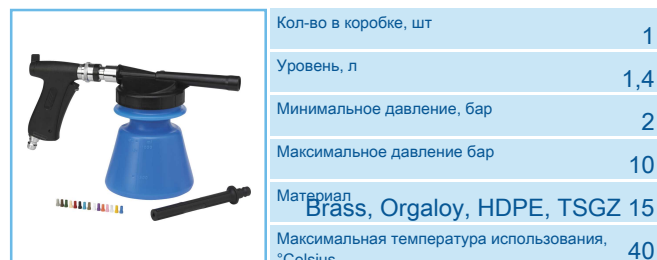 Кол-во в коробке, шт
1
Уровень, л
1,4
Минимальное давление, бар
2
Максимальное давление бар
10
Материал
Brass, Orgaloy, HDPE, TSGZ 15
Максимальная температура использования,
40
°Celsius